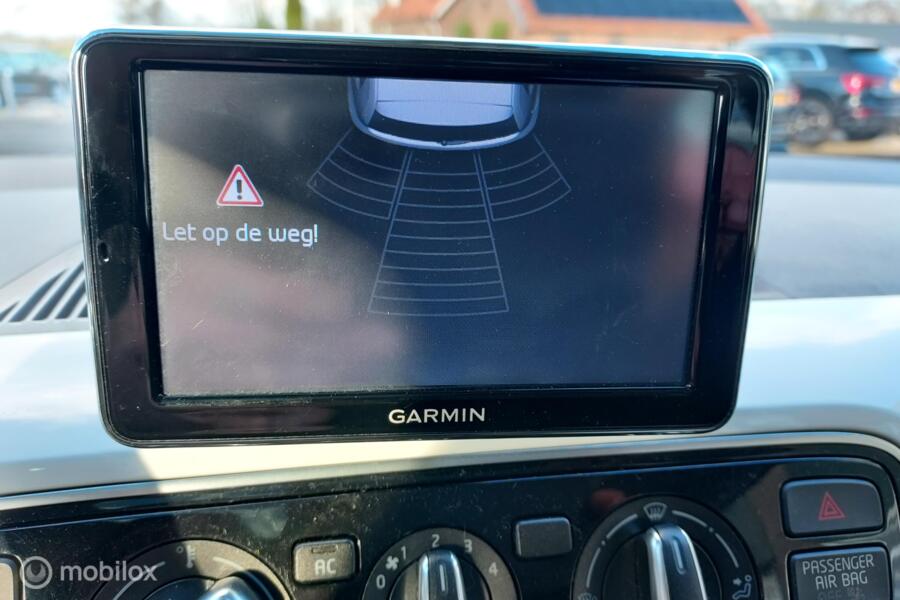 Let op de weg!
GARMIN
AC
0 1 2 3 4
PASSENGER
AIR BAG
mobilox